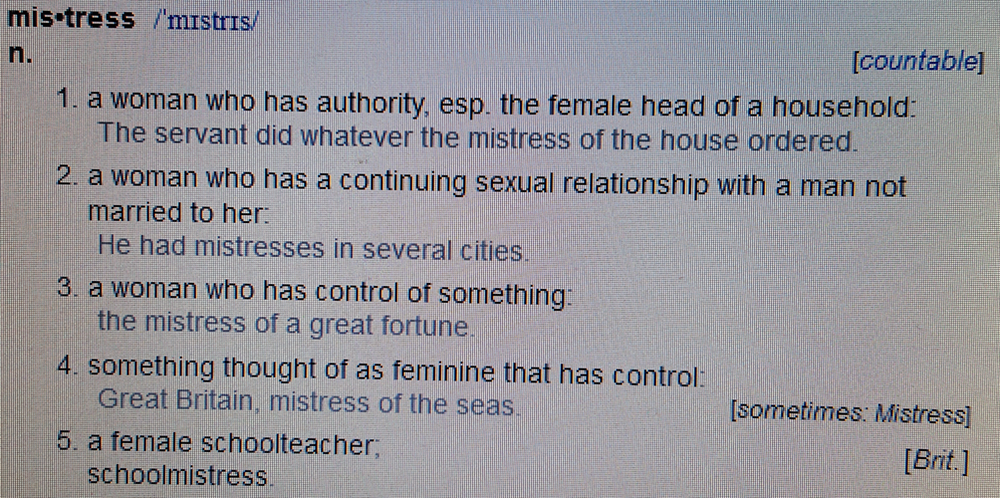 mis•tress /ˈmɪstrɪs/
n. [countable]
1. a woman who has authority, esp. the female head of a household:
The servant did whatever the mistress of the house ordered.
2. a woman who has a continuing sexual relationship with a man not
married to her:
He had mistresses in several cities.
3. a woman who has control of something:
the mistress of a great fortune.
4. something thought of as feminine that has control:
Great Britain, mistress of the seas. [sometimes: Mistress]
5. a female schoolteacher; [Brit.]
schoolmistress.